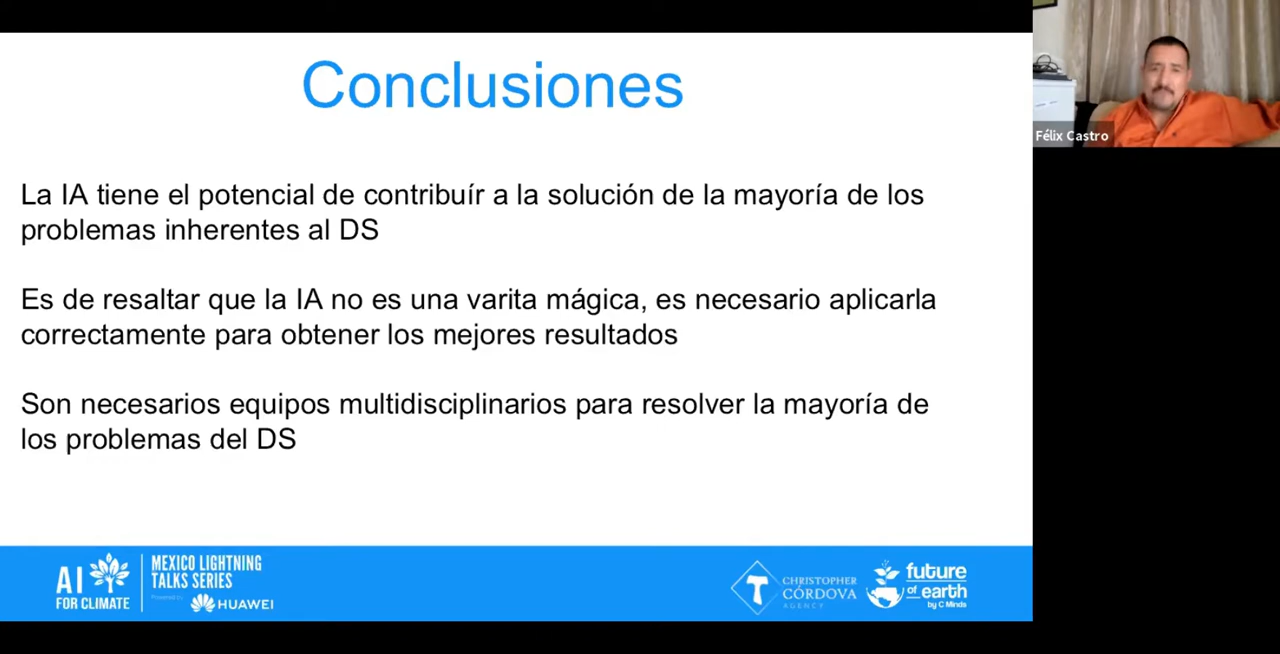 Conclusiones
La IA tiene el potencial de contribuír a la solución de la mayoría de los
problemas inherentes al DS
Es de resaltar que la IA no es una varita mágica, es necesario aplicarla
correctamente para obtener los mejores resultados
Son necesarios equipos multidisciplinarios para resolver la mayoría de
los problemas del DS
AI
FOR CLIMATE
MEXICO LIGHTNING
TALKS SERIES
Powered by:
HUAWEI
T
CHRISTOPHER
CÓRDOVA
AGENCY
future
of earth
by C Minds
Félix Castro